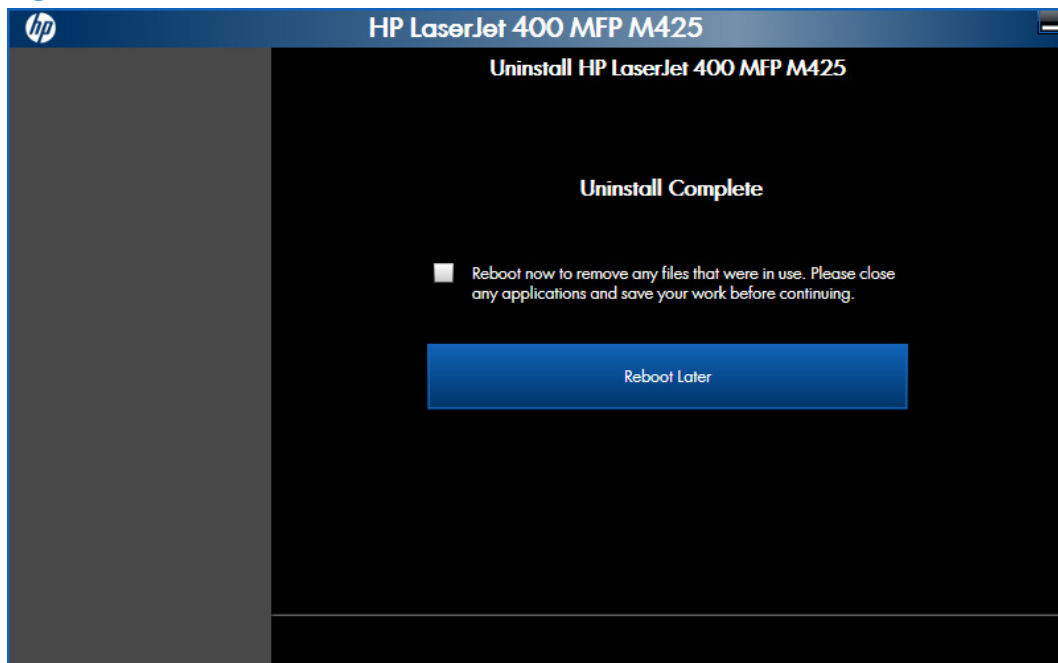 hp
HP LaserJet 400 MFP M425
Uninstall HP LaserJet 400 MFP M425
Uninstall Complete
Reboot now to remove any files that were in use. Please close
any applications and save your work before continuing.
Reboot Later